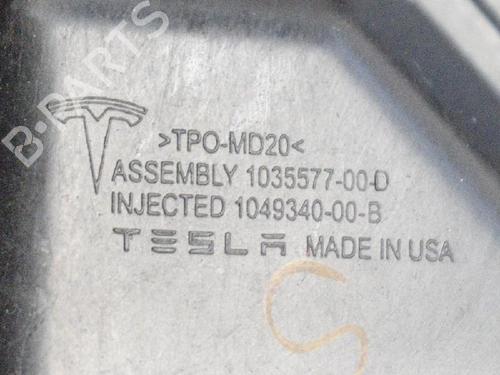 B-PARTS
>TPO-MD20<
ASSEMBLY 1035577-00-D
INJECTED 1049340-00-B
TESLA MADE IN USA